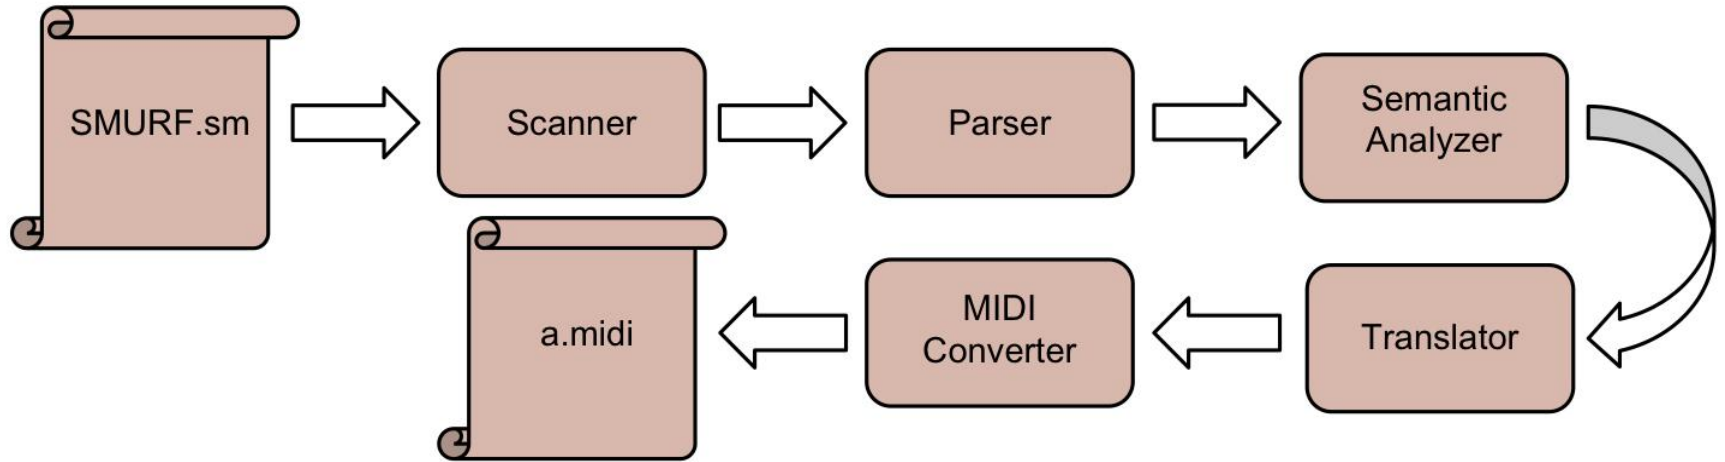 SMURF.sm
Scanner
Parser
Semantic
Analyzer
Translator
MIDI
Converter
a.midi